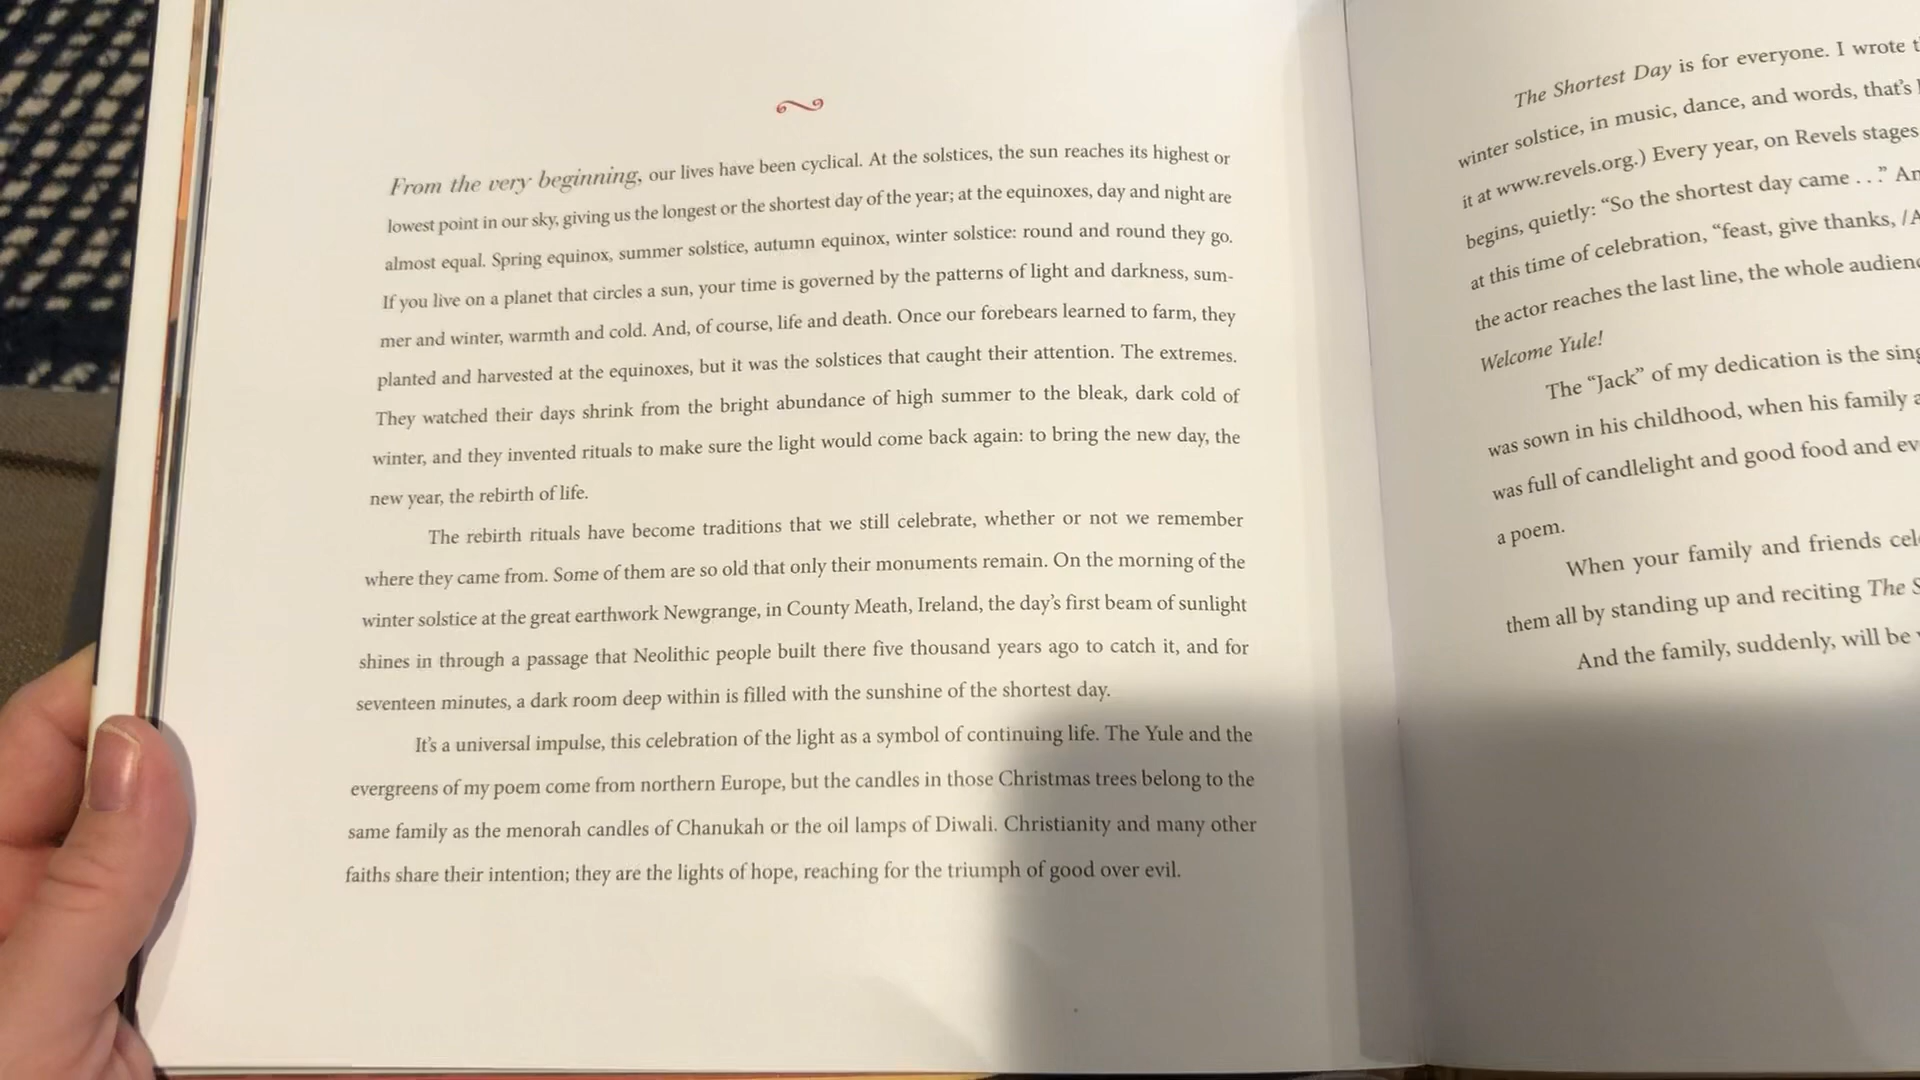 From the very beginning, our lives have been cyclical. At the solstices, the sun reaches its highest or
lowest point in our sky, giving us the longest or the shortest day of the year; at the equinoxes, day and night are
almost equal. Spring equinox, summer solstice, autumn equinox, winter solstice: round and round they go.
If you live on a planet that circles a sun, your time is governed by the patterns of light and darkness, sum-
mer and winter, warmth and cold. And, of course, life and death. Once our forebears learned to farm, they
planted and harvested at the equinoxes, but it was the solstices that caught their attention. The extremes.
They watched their days shrink from the bright abundance of high summer to the bleak, dark cold of
winter, and they invented rituals to make sure the light would come back again: to bring the new day, the
new year, the rebirth of life.
The rebirth rituals have become traditions that we still celebrate, whether or not we remember
where they came from. Some of them are so old that only their monuments remain. On the morning of the
winter solstice at the great earthwork Newgrange, in County Meath, Ireland, the day's first beam of sunlight
shines in through a passage that Neolithic people built there five thousand years ago to catch it, and for
seventeen minutes, a dark room deep within is filled with the sunshine of the shortest day.
It's a universal impulse, this celebration of the light as a symbol of continuing life. The Yule and the
evergreens of my poem come from northern Europe, but the candles in those Christmas trees belong to the
same family as the menorah candles of Chanukah or the oil lamps of Diwali. Christianity and many other
faiths share their intention; they are the lights of hope, reaching for the triumph of good over evil.
The Shortest Day is for everyone. I wrote
winter solstice, in music, dance, and words, that's
it at www.revels.org.) Every year, on Revels stages
begins, quietly: "So the shortest day came . . ."
at this time of celebration, "feast, give thanks, /
the actor reaches the last line, the whole
Welcome Yule!
The "Jack" of my dedication is the
was sown in his childhood, when his family
was full of candlelight and good food and
a poem.
When your family and friends
them all by standing up and reciting The
And the family, suddenly, will be